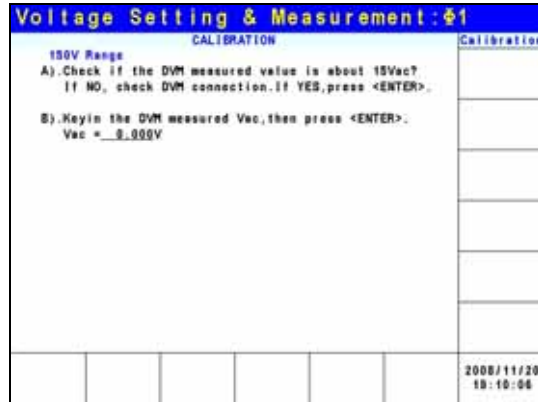 Voltage Setting & Measurement:Φ1
CALIBRATION
Calibration
150V Range
A).Check if the DVM measured value is about 15Vac?
If NO, check DVM connection.If YES,press <ENTER>.
B).Keyin the DVM measured Vac,then press <ENTER>.
Vac = 0.000V
2008/11/20
18:10:06